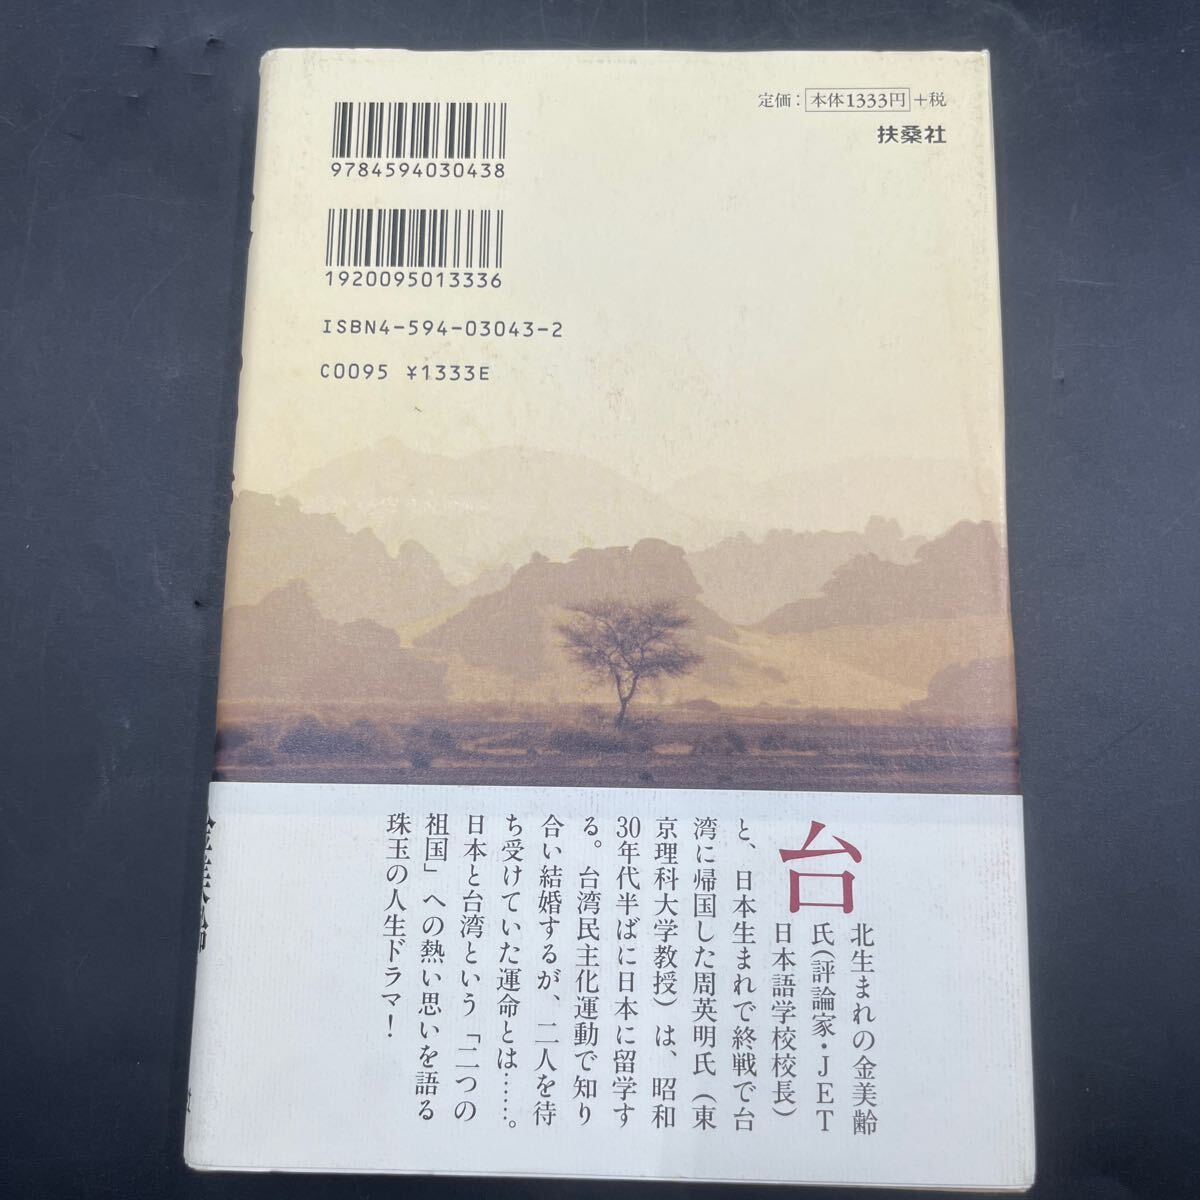 定価：本体1333円＋税
扶桑社
9784594030438
1920095013336
ISBN4-594-03043-2
C0095 ¥1333E
台北生まれの金美齢
氏(評論家・JET
日本語学校校長)
と、日本生まれで終戦で台
湾に帰国した周英明氏（東
京理科大学教授）は、昭和
30年代半ばに日本に留学す
る。台湾民主化運動で知り
合い結婚するが、二人を待
ち受けていた運命とは……。
日本と台湾という「二つの
祖国」への熱い思いを語る
珠玉の人生ドラマ！
金美齢
社